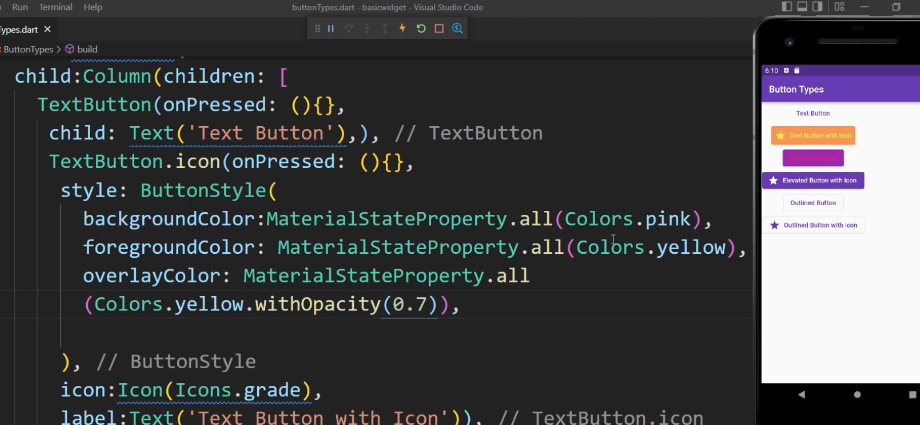 Run Terminal Help
buttonTypes.dart - basicwidget - Visual Studio Code
Types.dart
ButtonTypes > build
child:Column(children: [
TextButton(onPressed: (){},
child: Text('Text Button'),), // TextButton
TextButton.icon(onPressed: (){},
style: ButtonStyle(
backgroundColor:MaterialStateProperty.all(Colors.pink),
foregroundColor: MaterialStateProperty.all(Colors.yellow),
overlayColor: MaterialStateProperty.all
(Colors.yellow.withOpacity(0.7)),
), // ButtonStyle
icon:Icon(Icons.grade),
label:Text('Text Button with Icon')), // TextButton.icon
6:10
Button Types
Text Button
Text Button with Icon
Elevated Button with Icon
Outlined Button
Outlined Button with Icon